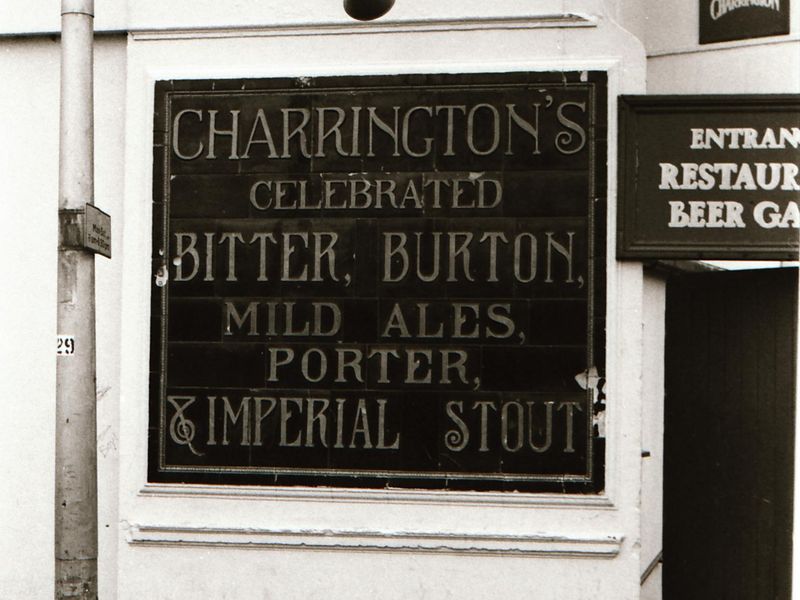 CHARRINGTON'S
CELEBRATED
BITTER, BURTON,
MILD ALES,
PORTER,
& IMPERIAL STOUT
CHARRINGTON
ENTRAN
RESTAUR
BEER GA
29